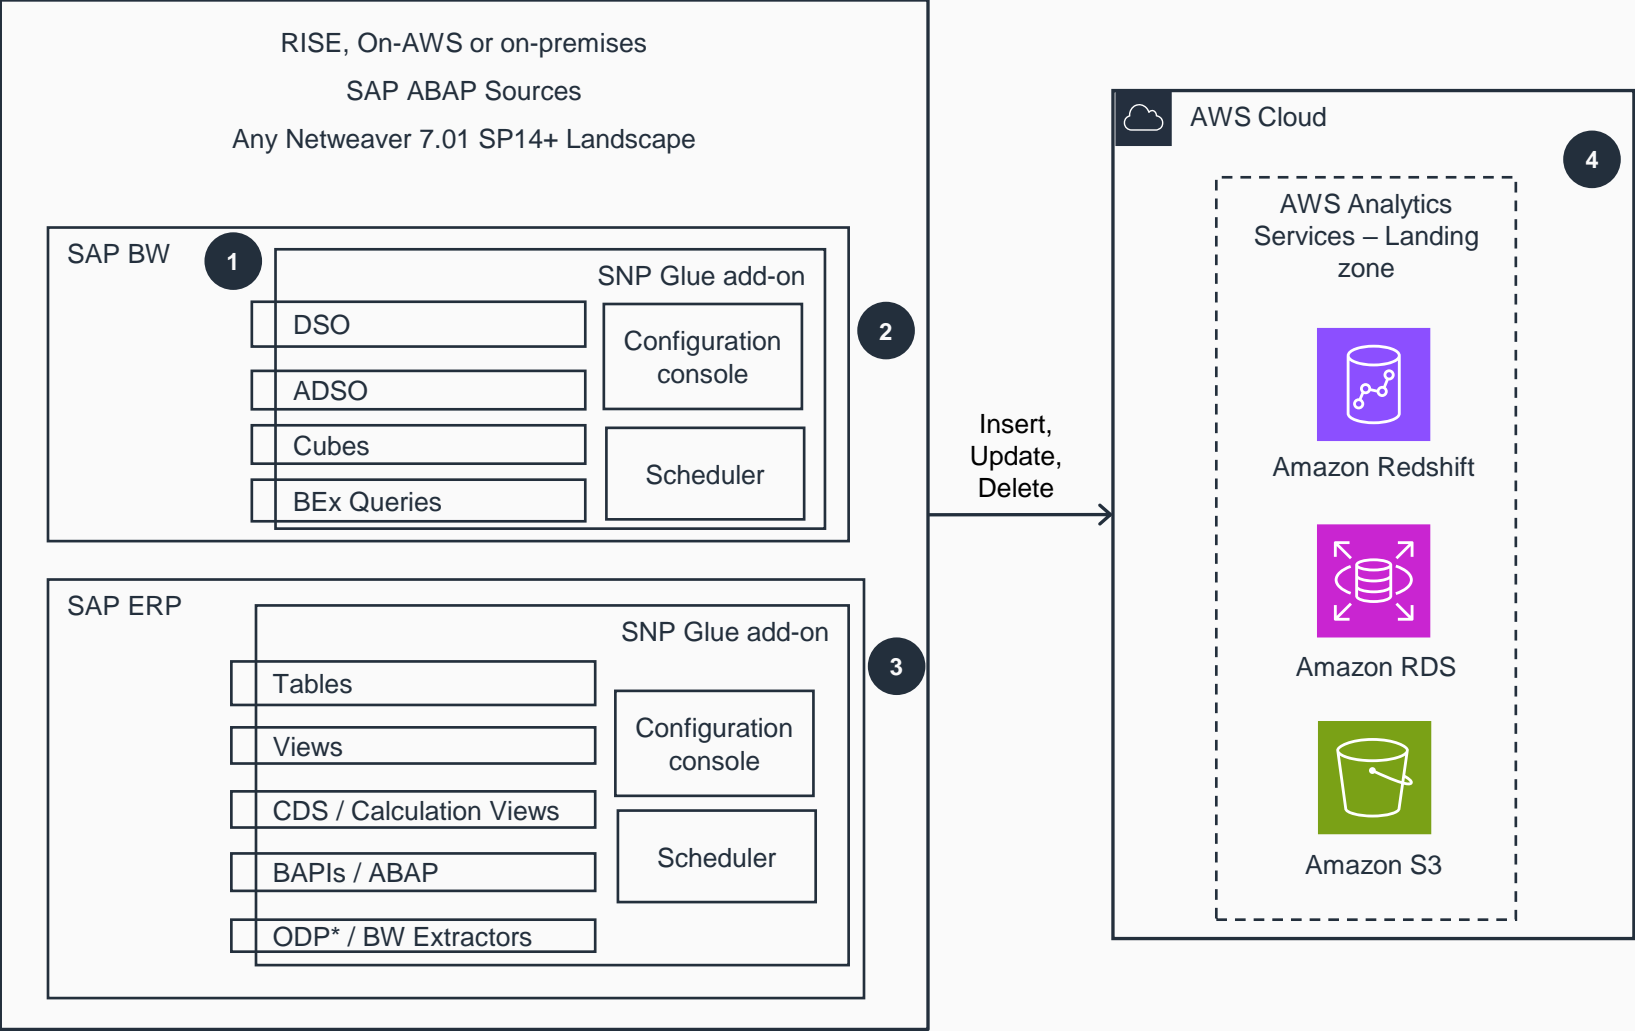 RISE, On-AWS or on-premises
SAP ABAP Sources
Any Netweaver 7.01 SP14+ Landscape
SAP BW
1
SNP Glue add-on
DSO
ADSO
Cubes
BEx Queries
Configuration
console
Scheduler
2
SAP ERP
SNP Glue add-on
Tables
Views
CDS / Calculation Views
BAPIs / ABAP
ODP* / BW Extractors
Configuration
console
Scheduler
3
Insert,
Update,
Delete
AWS Cloud
4
AWS Analytics
Services – Landing
zone
Amazon Redshift
Amazon RDS
Amazon S3